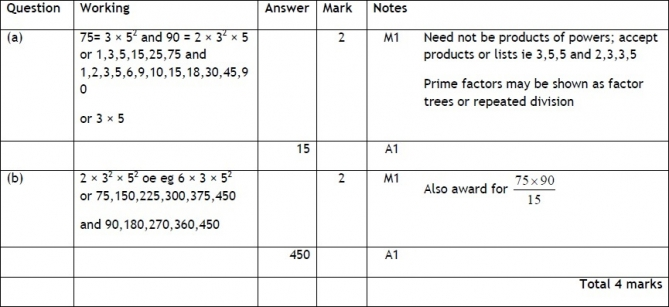 Question Working Answer Mark Notes
(a) 75= 3 × 5² and 90 = 2 × 3² × 5 2 M1 Need not be products of powers; accept
or 1,3,5,15,25,75 and products or lists ie 3,5,5 and 2,3,3,5
1,2,3,5,6,9,10,15,18,30,45,9
0
Prime factors may be shown as factor
trees or repeated division
or 3 × 5
15 A1
(b) 2 × 3² × 5² oe eg 6 × 3 × 5² 2 M1 Also award for 75×90
15
or 75,150,225,300,375,450
and 90,180,270,360,450
450 A1
Total 4 marks